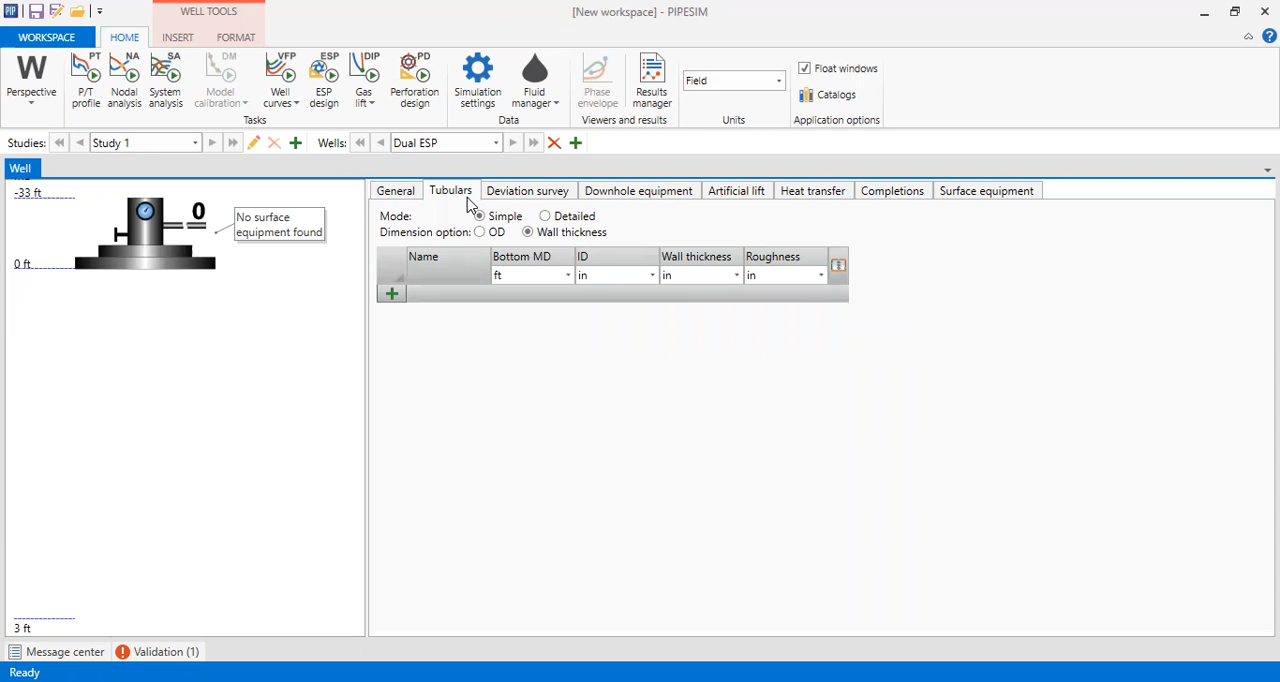 PIP WELL TOOLS [New workspace] - PIPESIM
WORKSPACE HOME INSERT FORMAT
W PT NA SA DM VFP ESP DIP PD Field Float windows
Perspective P/T profile Nodal analysis System analysis Model calibration Well curves ESP design Gas lift Perforation design Simulation settings Fluid manager Phase envelope Results manager Catalogs
Tasks Data Viewers and results Units Application options
Studies: Study 1 Wells: Dual ESP
Well
-33 ft
0
No surface
equipment found
0 ft
3 ft
General Tubulars Deviation survey Downhole equipment Artificial lift Heat transfer Completions Surface equipment
Mode: Simple Detailed
Dimension option: OD Wall thickness
Name Bottom MD ID Wall thickness Roughness
ft in in in
Message center Validation (1)
Ready